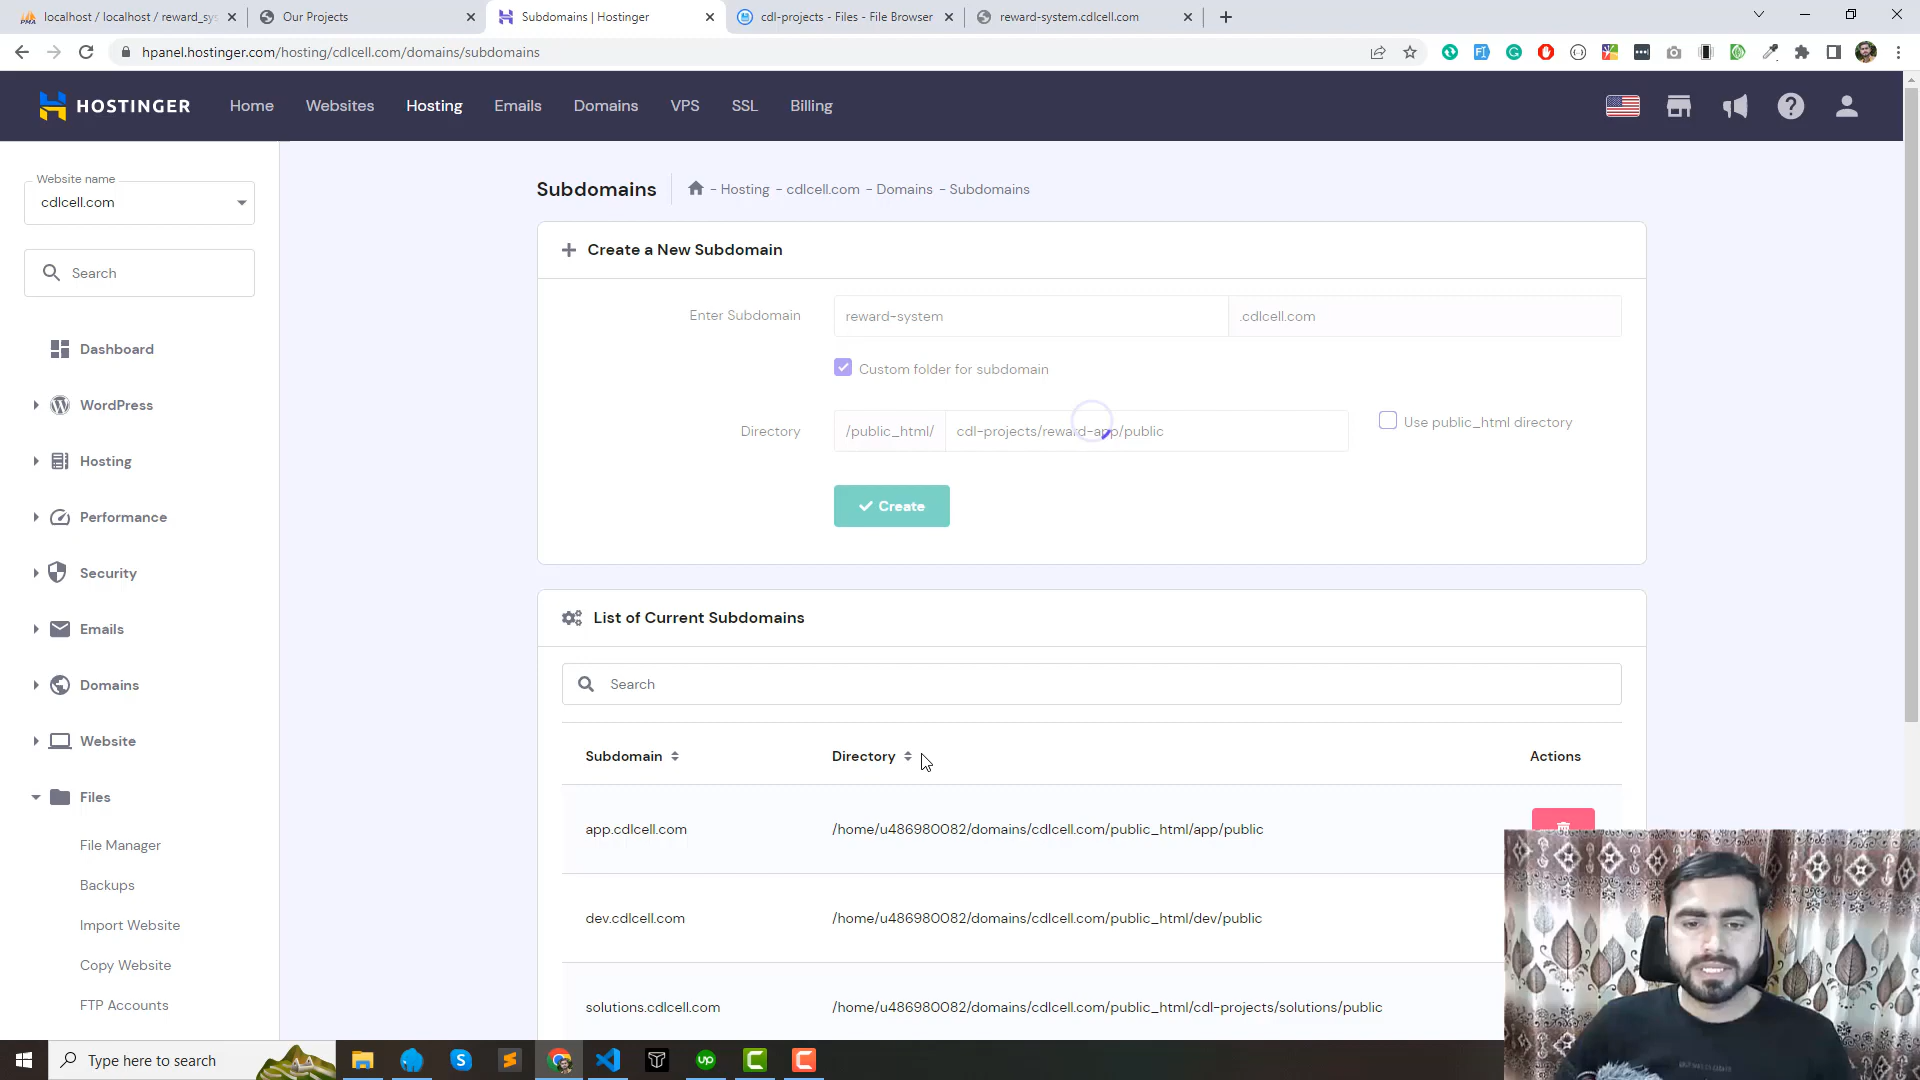 localhost / localhost / reward_sys
Our Projects
Subdomains | Hostinger
cdl-projects - Files - File Browser
reward-system.cdlcell.com
hpanel.hostinger.com/hosting/cdlcell.com/domains/subdomains
HOSTINGER
Home
Websites
Hosting
Emails
Domains
VPS
SSL
Billing
Website name
cdlcell.com
Search
Dashboard
WordPress
Hosting
Performance
Security
Emails
Domains
Website
Files
File Manager
Backups
Import Website
Copy Website
FTP Accounts
Subdomains
- Hosting - cdlcell.com - Domains - Subdomains
Create a New Subdomain
Enter Subdomain
reward-system
.cdlcell.com
Custom folder for subdomain
Directory
/public_html/
cdl-projects/reward-app/public
Use public_html directory
Create
List of Current Subdomains
Search
Subdomain
Directory
Actions
app.cdlcell.com
/home/u486980082/domains/cdlcell.com/public_html/app/public
dev.cdlcell.com
/home/u486980082/domains/cdlcell.com/public_html/dev/public
solutions.cdlcell.com
/home/u486980082/domains/cdlcell.com/public_html/cdl-projects/solutions/public
Type here to search